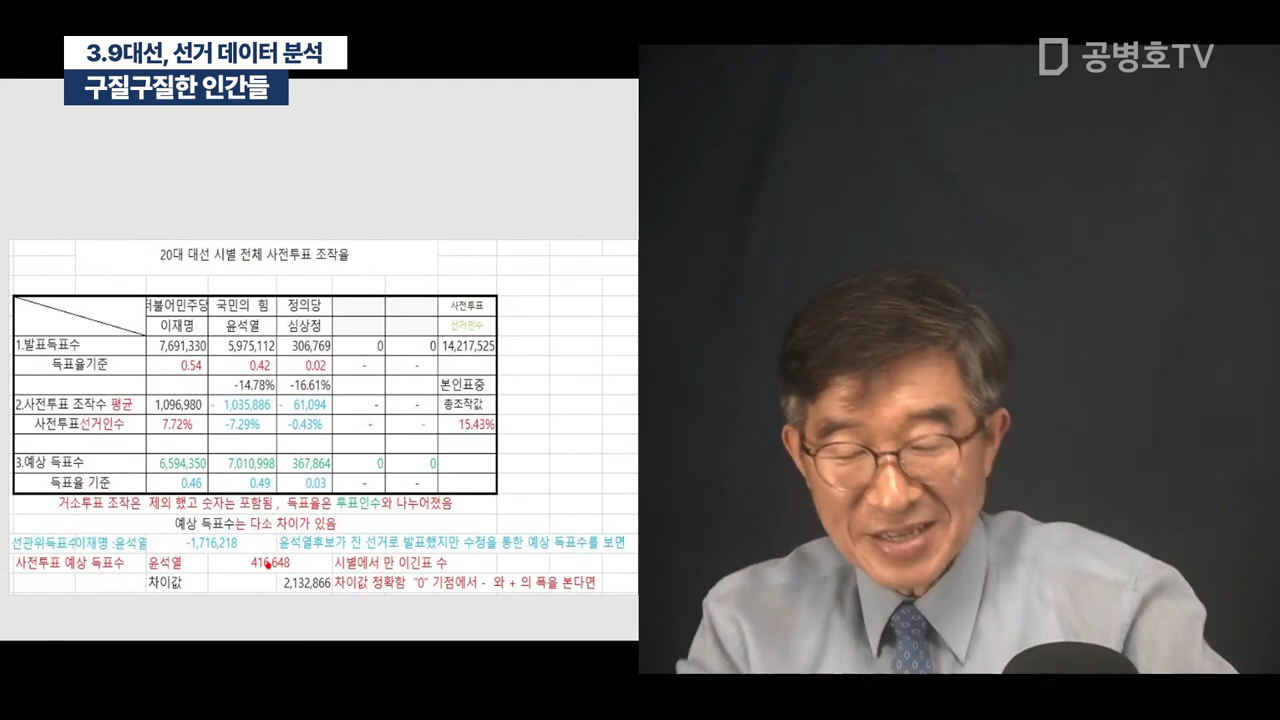 3.9대선, 선거 데이터 분석
구질구질한 인간들
공병호TV
20대 대선 시별 전체 사전투표 조작율
더불어민주당 국민의 힘 정의당 사전투표
이재명 윤석열 심상정 선거인수
1.발표득표수 7,691,330 5,975,112 306,769 0 0 14,217,525
득표율기준 0.54 0.42 0.02 - -
-14.78% -16.61% 본인표중
2.사전투표 조작수 평균 1,096,980 - 1,035,886 - 61,094 - - 총조작값
사전투표선거인수 7.72% -7.29% -0.43% - - 15.43%
3.예상 득표수 6,594,350 7,010,998 367,864 0 0
득표율 기준 0.46 0.49 0.03 - -
거소투표 조작은 제외 했고 숫자는 포함됨 , 득표율은 투표인수와 나누어졌음
예상 득표수는 다소 차이가 있음
선관위득표수이재명 :윤석열 -1,716,218 윤석열후보가 진 선거로 발표했지만 수정을 통한 예상 득표수를 보면
사전투표 예상 득표수 윤석열 416,648 시별에서 만 이긴표 수
차이값 2,132,866 차이값 정확함 "0" 기점에서 - 와 + 의 폭을 본다면